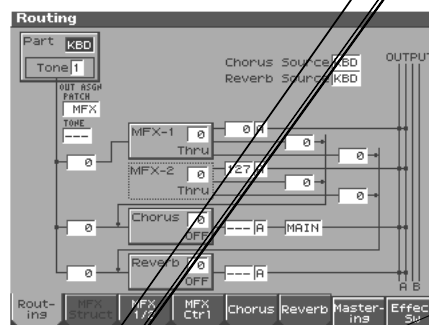 Routing
Part KBD
Tone 1
Chorus Source KBD
Reverb Source KBD
OUTPUT
OUT ASGN
PATCH
MFX
TONE
---
MFX-1 0 0 A
Thru 0
0 0
MFX-2 0 127 A
Thru 0
0
Chorus 0
0 OFF --- A MAIN
Reverb 0
0 OFF --- A
A B
Rout-
ing
MFX
Struct
MFX
1/2
MFX
Ctrl
Chorus
Reverb
Master-
ing
Effec
Sw